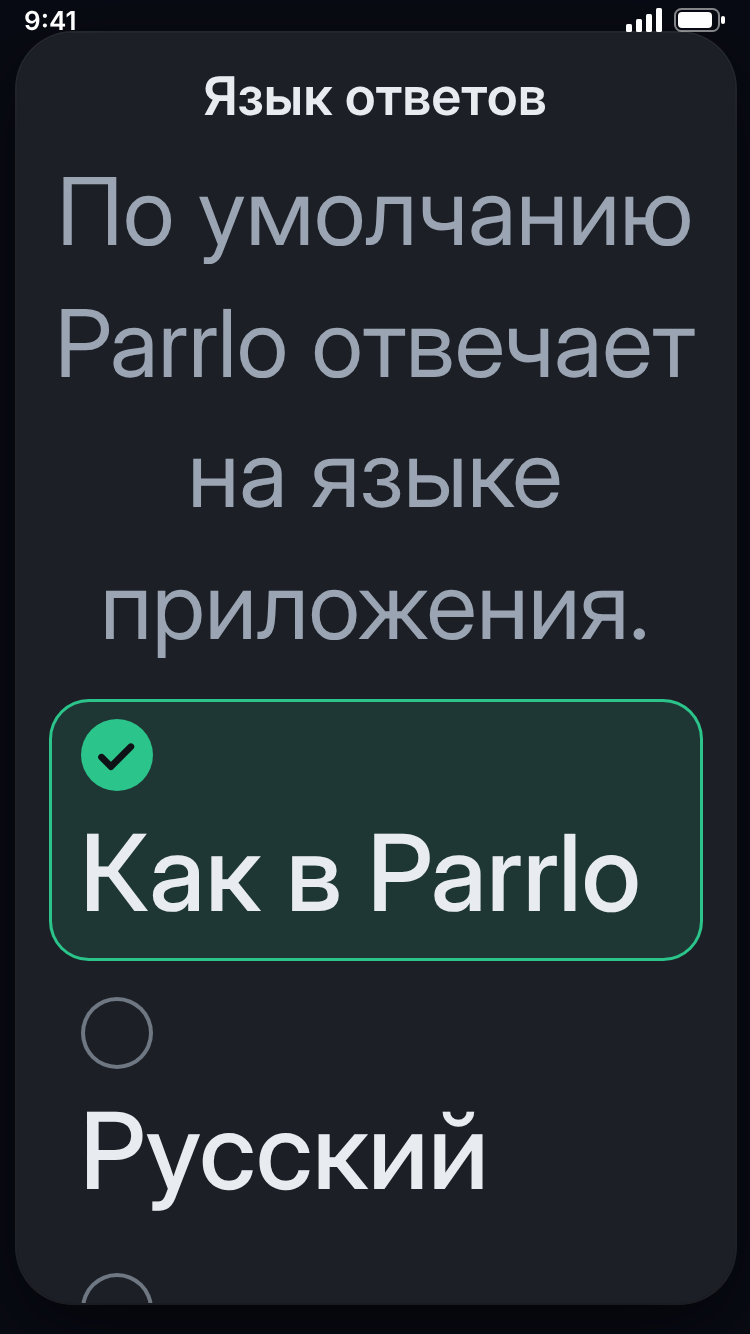 9:41
Язык ответов
По умолчанию
Parrlo отвечает
на языке
приложения.
Как в Parrlo
Русский